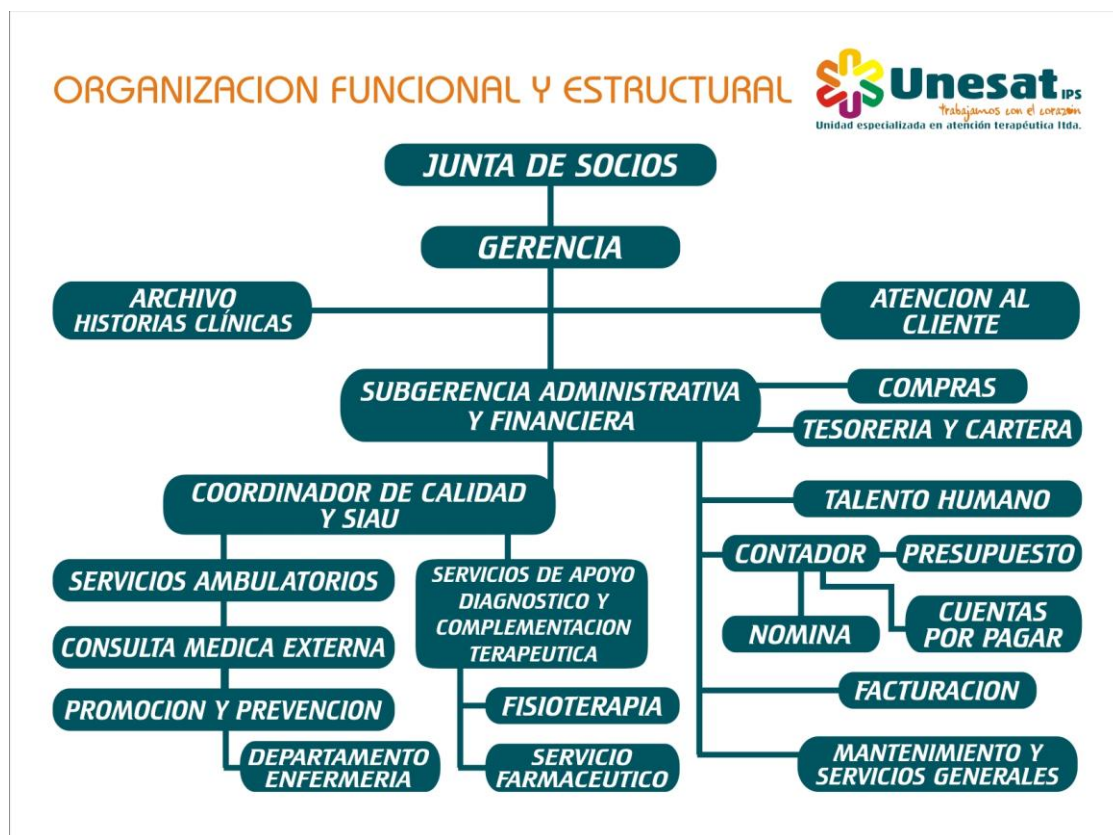 ORGANIZACION FUNCIONAL Y ESTRUCTURAL
Unesat IPS
trabajamos con el corazón
Unidad especializada en atención terapéutica ltda.
JUNTA DE SOCIOS
GERENCIA
ARCHIVO
HISTORIAS CLÍNICAS
ATENCION AL
CLIENTE
SUBGERENCIA ADMINISTRATIVA
Y FINANCIERA
COMPRAS
TESORERIA Y CARTERA
COORDINADOR DE CALIDAD
Y SIAU
TALENTO HUMANO
SERVICIOS AMBULATORIOS
SERVICIOS DE APOYO
DIAGNOSTICO Y
COMPLEMENTACION
TERAPEUTICA
CONTADOR
PRESUPUESTO
CONSULTA MEDICA EXTERNA
NOMINA
CUENTAS
POR PAGAR
PROMOCION Y PREVENCION
FISIOTERAPIA
FACTURACION
DEPARTAMENTO
ENFERMERIA
SERVICIO
FARMACEUTICO
MANTENIMIENTO Y
SERVICIOS GENERALES